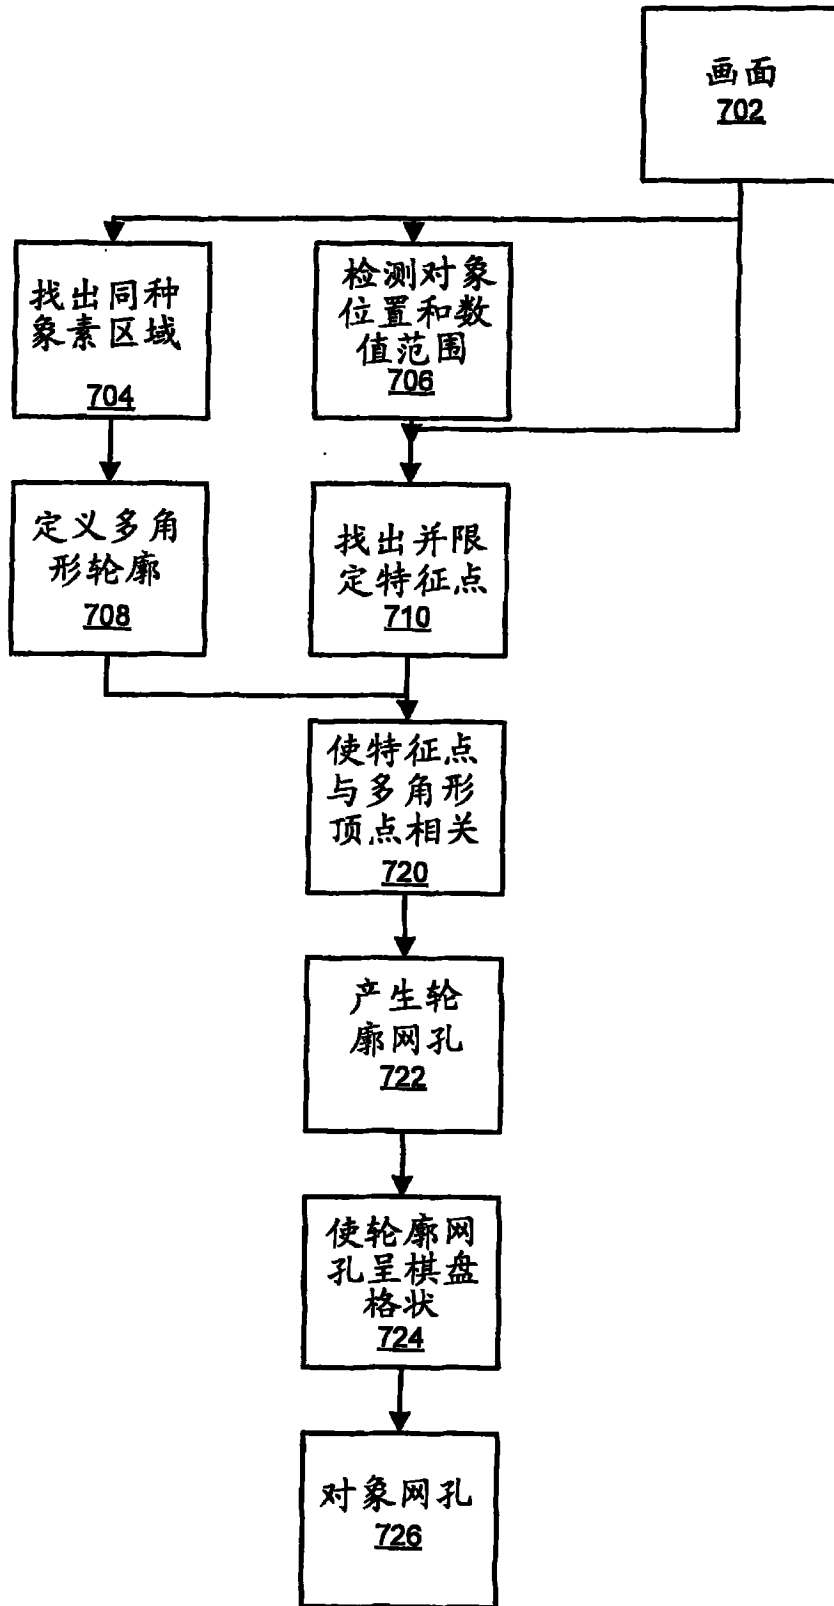 画面
702
找出同种
象素区域
704
检测对象
位置和数
值范围
706
定义多角
形轮廓
708
找出并限
定特征点
710
使特征点
与多角形
顶点相关
720
产生轮
廓网孔
722
使轮廓网
孔呈棋盘
格状
724
对象网孔
726